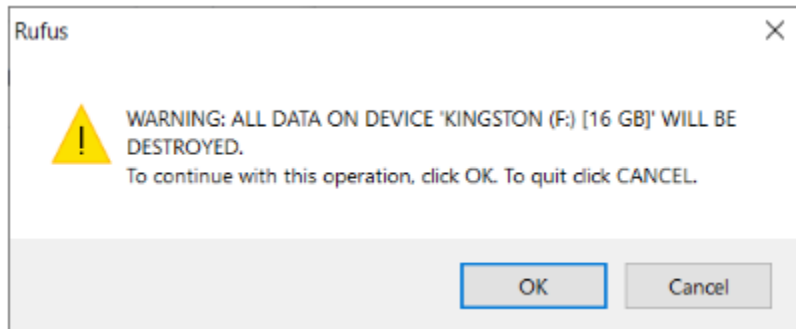 Rufus
WARNING: ALL DATA ON DEVICE 'KINGSTON (F:) [16 GB]' WILL BE
DESTROYED.
To continue with this operation, click OK. To quit click CANCEL.
OK
Cancel